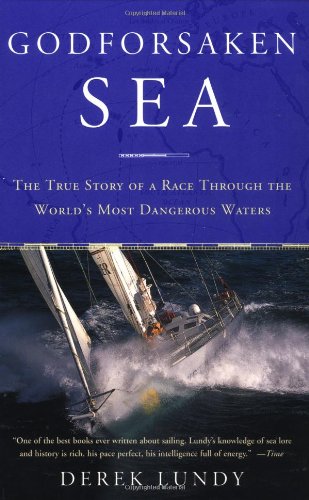 GODFORSAKEN
SEA
THE TRUE STORY OF A RACE THROUGH THE
WORLD'S MOST DANGEROUS WATERS
"One of the best books ever written about sailing. Lundy's knowledge of sea lore
and history is rich, his pace perfect, his intelligence full of energy." —Time
DEREK LUNDY